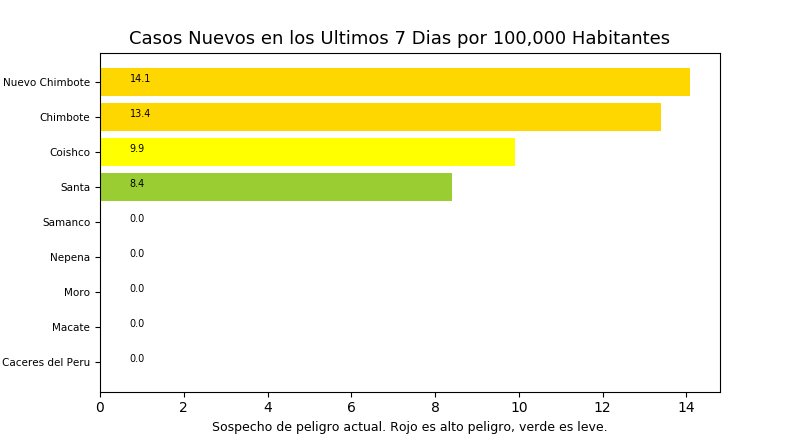 Casos Nuevos en los Ultimos 7 Dias por 100,000 Habitantes
Nuevo Chimbote 14.1
Chimbote 13.4
Coishco 9.9
Santa 8.4
Samanco 0.0
Nepena 0.0
Moro 0.0
Macate 0.0
Caceres del Peru 0.0
0 2 4 6 8 10 12 14
Sospecho de peligro actual. Rojo es alto peligro, verde es leve.